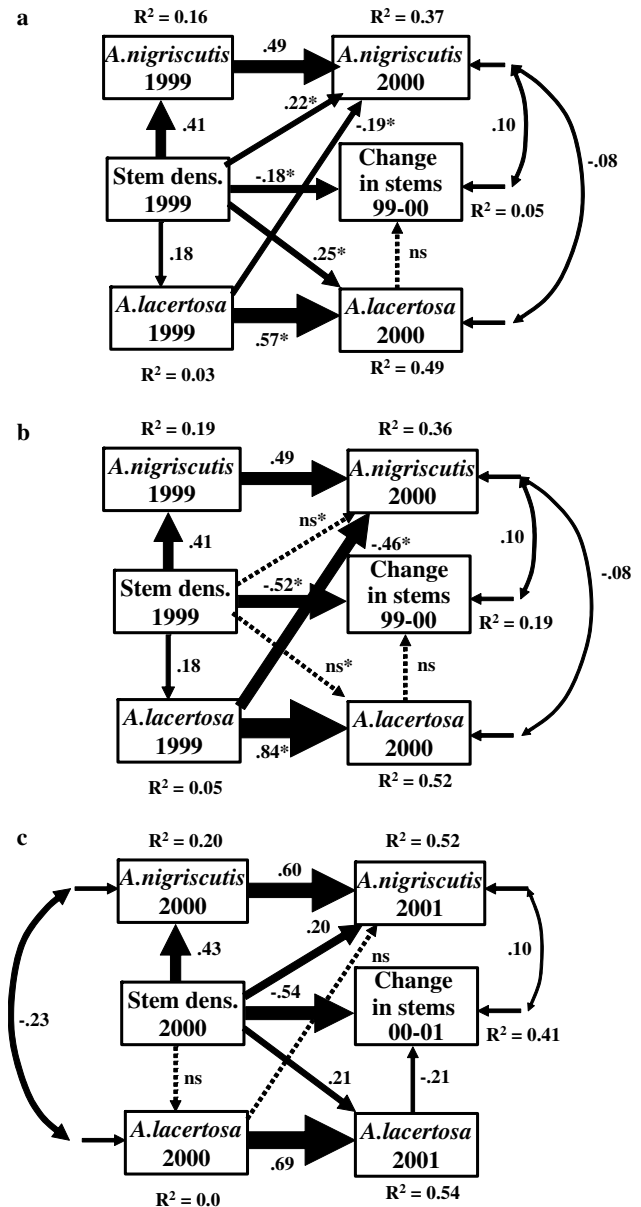 a
R² = 0.16
R² = 0.37
A.nigriscutis
1999
.49
A.nigriscutis
2000
.41
.22*
-.19*
.10
-.08
Stem dens.
1999
-.18*
Change
in stems
99-00
R² = 0.05
.18
.25*
ns
A.lacertosa
1999
.57*
A.lacertosa
2000
R² = 0.03
R² = 0.49
b
R² = 0.19
R² = 0.36
A.nigriscutis
1999
.49
A.nigriscutis
2000
.41
ns*
-.46*
.10
-.08
Stem dens.
1999
-.52*
Change
in stems
99-00
R² = 0.19
.18
ns*
ns
A.lacertosa
1999
.84*
A.lacertosa
2000
R² = 0.05
R² = 0.52
c
R² = 0.20
R² = 0.52
A.nigriscutis
2000
.60
A.nigriscutis
2001
.43
.20
ns
.10
-.23
Stem dens.
2000
-.54
Change
in stems
00-01
R² = 0.41
ns
.21
-.21
A.lacertosa
2000
.69
A.lacertosa
2001
R² = 0.0
R² = 0.54